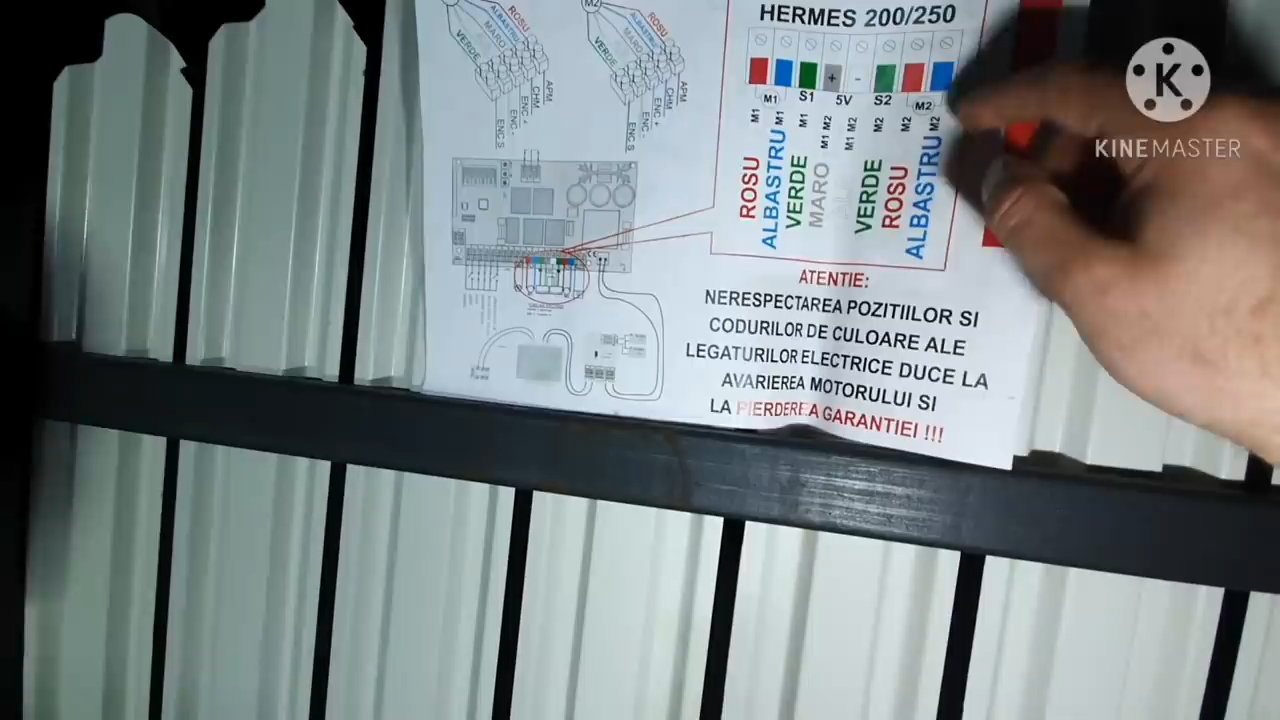 HERMES 200/250
M2
ROSU
ALBASTRU
MARO
VERDE
APM
CHM
ENC +
ENC -
ENC S
ROSU
ALBASTRU
MARO
VERDE
APM
CHM
ENC +
ENC -
ENC S
+ -
M1 S1 5V S2 M2
M1 M1 M1 M1 M2 M1 M2 M2 M2 M2
ROSU
ALBASTRU
VERDE
MARO
VERDE
ROSU
ALBASTRU
ATENTIE:
NERESPECTAREA POZITIILOR SI
CODURILOR DE CULOARE ALE
LEGATURILOR ELECTRICE DUCE LA
AVARIEREA MOTORULUI SI
LA PIERDEREA GARANTIEI !!!
K
KINEMASTER